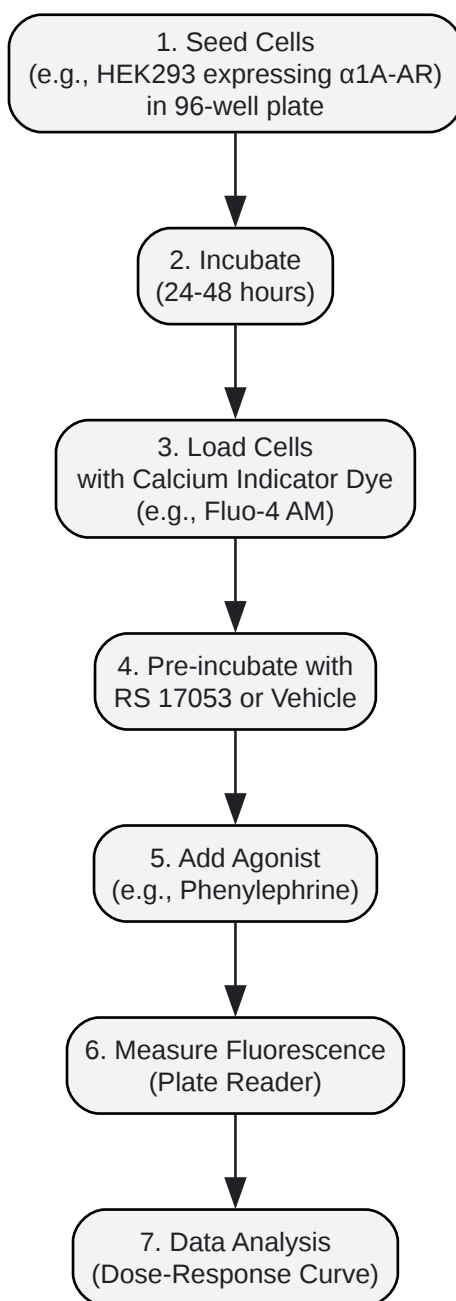 1. Seed Cells
(e.g., HEK293 expressing α1A-AR)
in 96-well plate
2. Incubate
(24-48 hours)
3. Load Cells
with Calcium Indicator Dye
(e.g., Fluo-4 AM)
4. Pre-incubate with
RS 17053 or Vehicle
5. Add Agonist
(e.g., Phenylephrine)
6. Measure Fluorescence
(Plate Reader)
7. Data Analysis
(Dose-Response Curve)